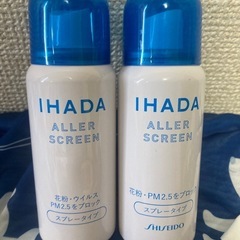 IHADA
ALLER
SCREEN
花粉・ウイルス
PM2.5をブロック
スプレータイプ
IHADA
ALLER
SCREEN
花粉・PM2.5をブロック
スプレータイプ
SHISEIDO